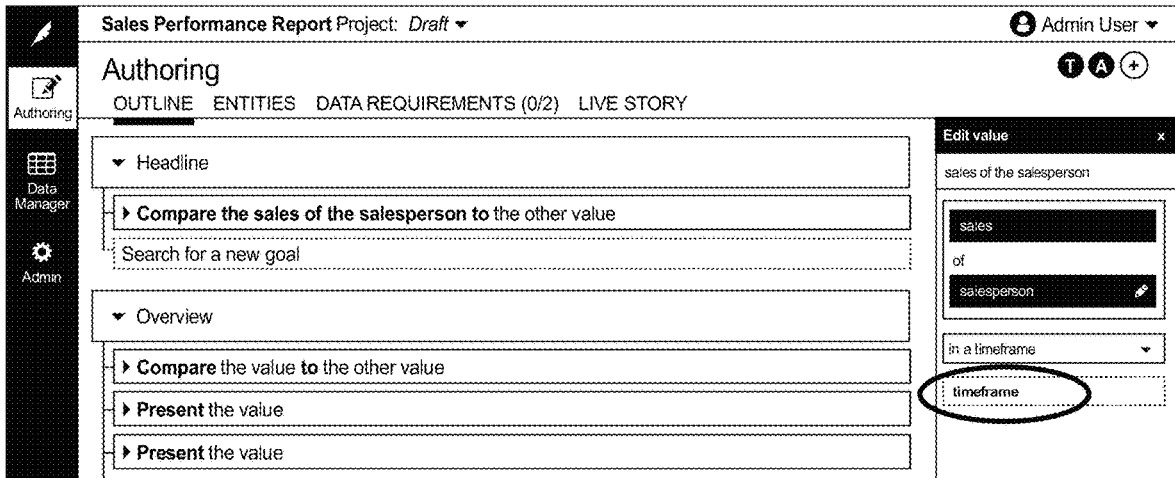 Sales Performance Report Project: Draft
Admin User
Authoring
T A +
OUTLINE ENTITIES DATA REQUIREMENTS (0/2) LIVE STORY
Authoring
Data
Manager
Admin
Headline
Compare the sales of the salesperson to the other value
Search for a new goal
Overview
Compare the value to the other value
Present the value
Present the value
Edit value x
sales of the salesperson
sales
of
salesperson
in a timeframe
timeframe